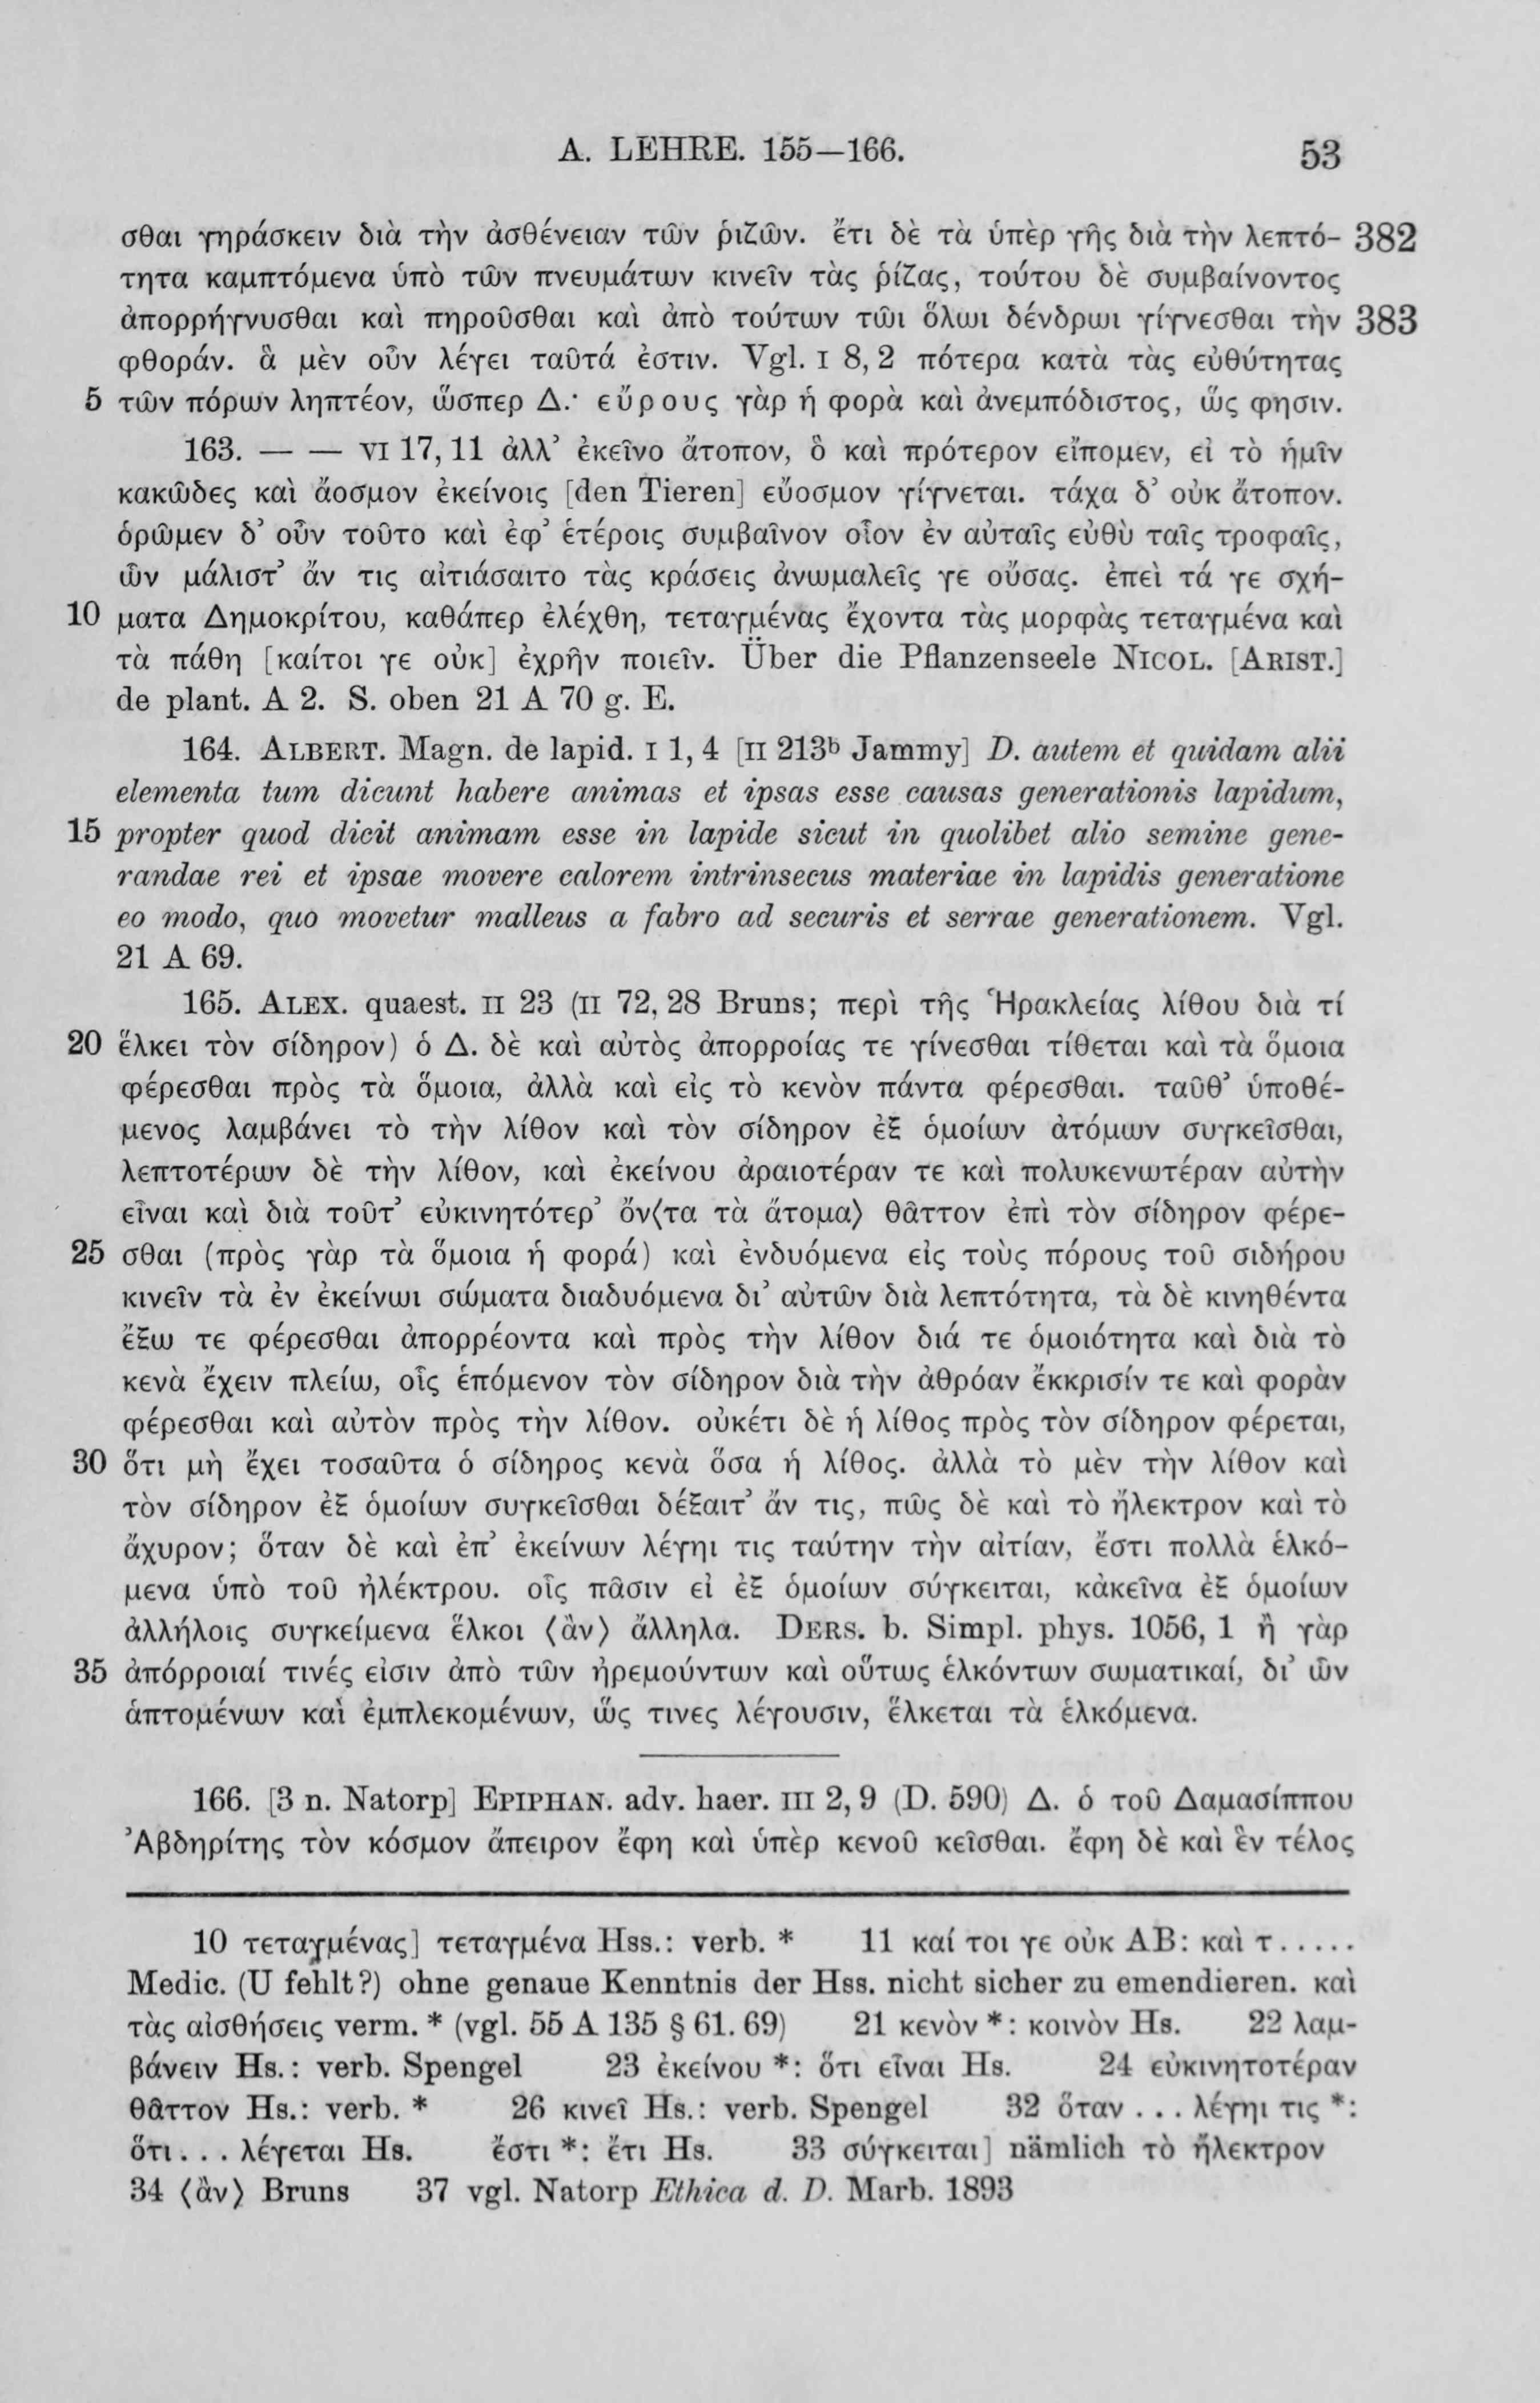 A. LEHRE. 155—166. 53
σθαι γηράσκειν διὰ τὴν ἀσθένειαν τῶν ῥιζῶν. ἔτι δὲ τὰ ὑπὲρ γῆς διὰ τὴν λεπτό- 382
τητα καμπτόμενα ὑπὸ τῶν πνευμάτων κινεῖν τὰς ῥίζας, τούτου δὲ συμβαίνοντος
ἀπορρήγνυσθαι καὶ πηροῦσθαι καὶ ἀπὸ τούτων τῶι ὅλωι δένδρωι γίγνεσθαι τὴν 383
φθοράν. ἃ μὲν οὖν λέγει ταῦτά ἐστιν. Vgl. I 8, 2 πότερα κατὰ τὰς εὐθύτητας
5 τῶν πόρων ληπτέον, ὥσπερ Δ.· εὔρους γὰρ ἡ φορὰ καὶ ἀνεμπόδιστος, ὥς φησιν.
163. — — VI 17, 11 ἀλλ’ ἐκεῖνο ἄτοπον, ὃ καὶ πρότερον εἴπομεν, εἰ τὸ ἡμῖν
κακῶδες καὶ ἄοσμον ἐκείνοις [den Tieren] εὔοσμον γίγνεται. τάχα δ’ οὐκ ἄτοπον.
ὁρῶμεν δ’ οὖν τοῦτο καὶ ἐφ’ ἑτέροις συμβαῖνον οἷον ἐν αὐταῖς εὐθὺ ταῖς τροφαῖς,
ὧν μάλιστ’ ἄν τις αἰτιάσαιτο τὰς κράσεις ἀνωμαλεῖς γε οὔσας. ἐπεὶ τά γε σχή-
10 ματα Δημοκρίτου, καθάπερ ἐλέχθη, τεταγμένας ἔχοντα τὰς μορφὰς τεταγμένα καὶ
τὰ πάθη [καίτοι γε οὐκ] ἐχρῆν ποιεῖν. Über die Pflanzenseele NICOL. [ARIST.]
de plant. A 2. S. oben 21 A 70 g. E.
164. ALBERT. Magn. de lapid. I 1, 4 [II 213ᵇ Jammy] D. autem et quidam alii
elementa tum dicunt habere animas et ipsas esse causas generationis lapidum,
15 propter quod dicit animam esse in lapide sicut in quolibet alio semine gene-
randae rei et ipsae movere calorem intrinsecus materiae in lapidis generatione
eo modo, quo movetur malleus a fabro ad securis et serrae generationem. Vgl.
21 A 69.
165. ALEX. quaest. II 23 (II 72, 28 Bruns; περὶ τῆς Ἡρακλείας λίθου διὰ τί
20 ἕλκει τὸν σίδηρον) ὁ Δ. δὲ καὶ αὐτὸς ἀπορροίας τε γίνεσθαι τίθεται καὶ τὰ ὅμοια
φέρεσθαι πρὸς τὰ ὅμοια, ἀλλὰ καὶ εἰς τὸ κενὸν πάντα φέρεσθαι. ταῦθ’ ὑποθέ-
μενος λαμβάνει τὸ τὴν λίθον καὶ τὸν σίδηρον ἐξ ὁμοίων ἀτόμων συγκεῖσθαι,
λεπτοτέρων δὲ τὴν λίθον, καὶ ἐκείνου ἀραιοτέραν τε καὶ πολυκενωτέραν αὐτὴν
εἶναι καὶ διὰ τοῦτ’ εὐκινητότερ’ ὄν⟨τα τὰ ἄτομα⟩ θᾶττον ἐπὶ τὸν σίδηρον φέρε-
25 σθαι (πρὸς γὰρ τὰ ὅμοια ἡ φορά) καὶ ἐνδυόμενα εἰς τοὺς πόρους τοῦ σιδήρου
κινεῖν τὰ ἐν ἐκείνωι σώματα διαδυόμενα δι’ αὐτῶν διὰ λεπτότητα, τὰ δὲ κινηθέντα
ἔξω τε φέρεσθαι ἀπορρέοντα καὶ πρὸς τὴν λίθον διά τε ὁμοιότητα καὶ διὰ τὸ
κενὰ ἔχειν πλείω, οἷς ἑπόμενον τὸν σίδηρον διὰ τὴν ἀθρόαν ἔκκρισίν τε καὶ φορὰν
φέρεσθαι καὶ αὐτὸν πρὸς τὴν λίθον. οὐκέτι δὲ ἡ λίθος πρὸς τὸν σίδηρον φέρεται,
30 ὅτι μὴ ἔχει τοσαῦτα ὁ σίδηρος κενὰ ὅσα ἡ λίθος. ἀλλὰ τὸ μὲν τὴν λίθον καὶ
τὸν σίδηρον ἐξ ὁμοίων συγκεῖσθαι δέξαιτ’ ἄν τις, πῶς δὲ καὶ τὸ ἤλεκτρον καὶ τὸ
ἄχυρον; ὅταν δὲ καὶ ἐπ’ ἐκείνων λέγηι τις ταύτην τὴν αἰτίαν, ἔστι πολλὰ ἑλκό-
μενα ὑπὸ τοῦ ἠλέκτρου. οἷς πᾶσιν εἰ ἐξ ὁμοίων σύγκειται, κἀκεῖνα ἐξ ὁμοίων
ἀλλήλοις συγκείμενα ἕλκοι ⟨ἂν⟩ ἄλληλα. DERS. b. Simpl. phys. 1056, 1 ἢ γὰρ
35 ἀπόρροιαί τινές εἰσιν ἀπὸ τῶν ἠρεμούντων καὶ οὕτως ἑλκόντων σωματικαί, δι’ ὧν
ἁπτομένων καὶ ἐμπλεκομένων, ὥς τινες λέγουσιν, ἕλκεται τὰ ἑλκόμενα.
166. [3 n. Natorp] EPIPHAN. adv. haer. III 2, 9 (D. 590) Δ. ὁ τοῦ Δαμασίππου
Ἀβδηρίτης τὸν κόσμον ἄπειρον ἔφη καὶ ὑπὲρ κενοῦ κεῖσθαι. ἔφη δὲ καὶ ἓν τέλος
10 τεταγμένας] τεταγμένα Hss.: verb. * 11 καί τοι γε οὐκ AB: καὶ τ.....
Medic. (U fehlt?) ohne genaue Kenntnis der Hss. nicht sicher zu emendieren. καὶ
τὰς αἰσθήσεις verm. * (vgl. 55 A 135 § 61. 69) 21 κενὸν *: κοινὸν Hs. 22 λαμ-
βάνειν Hs.: verb. Spengel 23 ἐκείνου *: ὅτι εἶναι Hs. 24 εὐκινητοτέραν
θᾶττον Hs.: verb. * 26 κινεῖ Hs.: verb. Spengel 32 ὅταν ... λέγηι τις *:
ὅτι... λέγεται Hs. ἔστι *: ἔτι Hs. 33 σύγκειται] nämlich τὸ ἤλεκτρον
34 ⟨ἂν⟩ Bruns 37 vgl. Natorp Ethica d. D. Marb. 1893